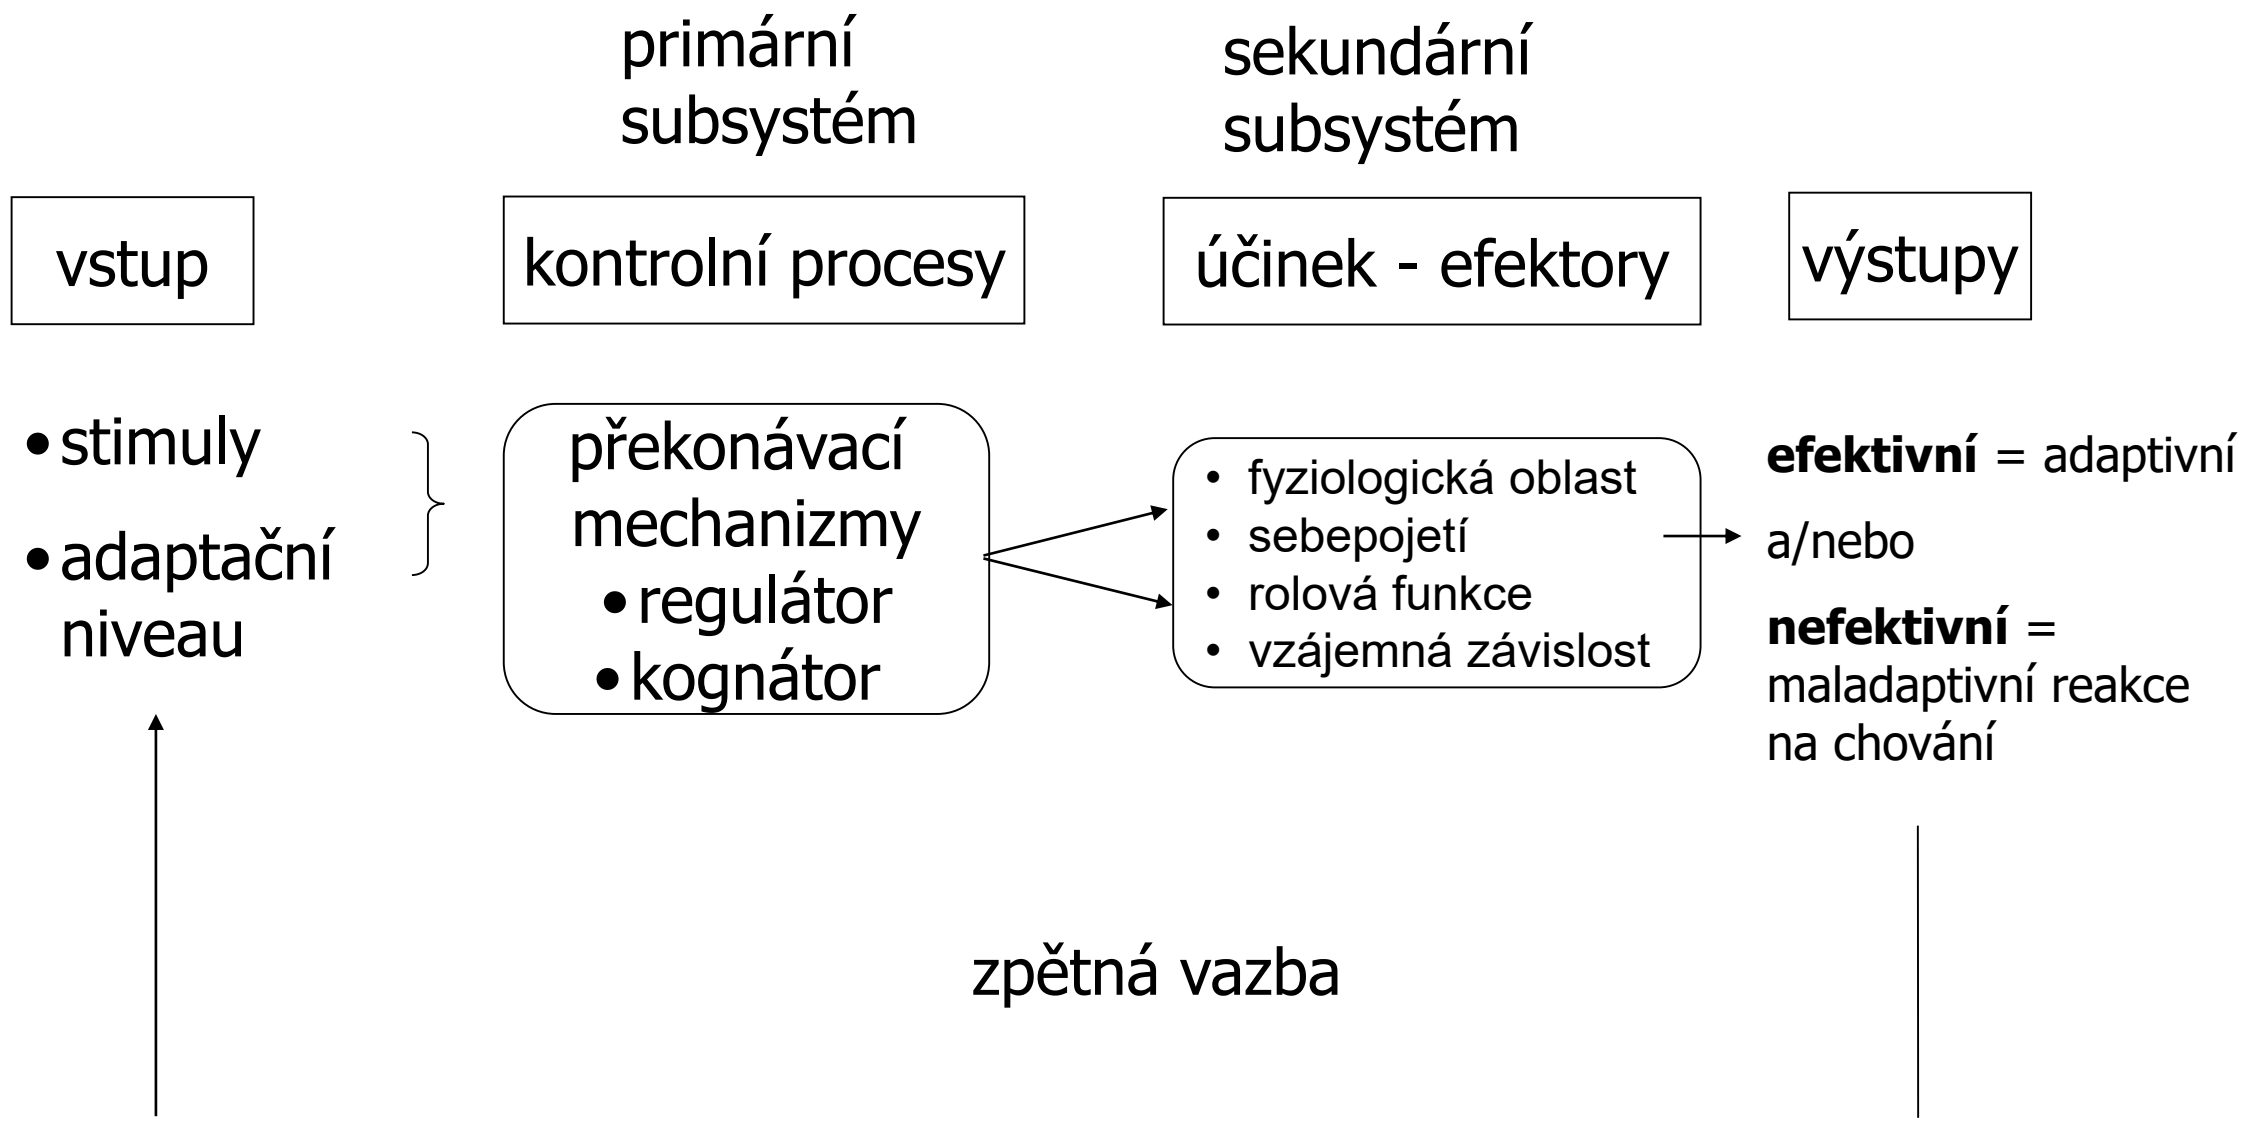 primární
subsystém
sekundární
subsystém
vstup
kontrolní procesy
účinek - efektory
výstupy
•stimuly
•adaptační
niveau
překonávací
mechanizmy
•regulátor
•kognátor
• fyziologická oblast
• sebepojetí
• rolová funkce
• vzájemná závislost
efektivní = adaptivní
a/nebo
nefektivní =
maladaptivní reakce
na chování
zpětná vazba